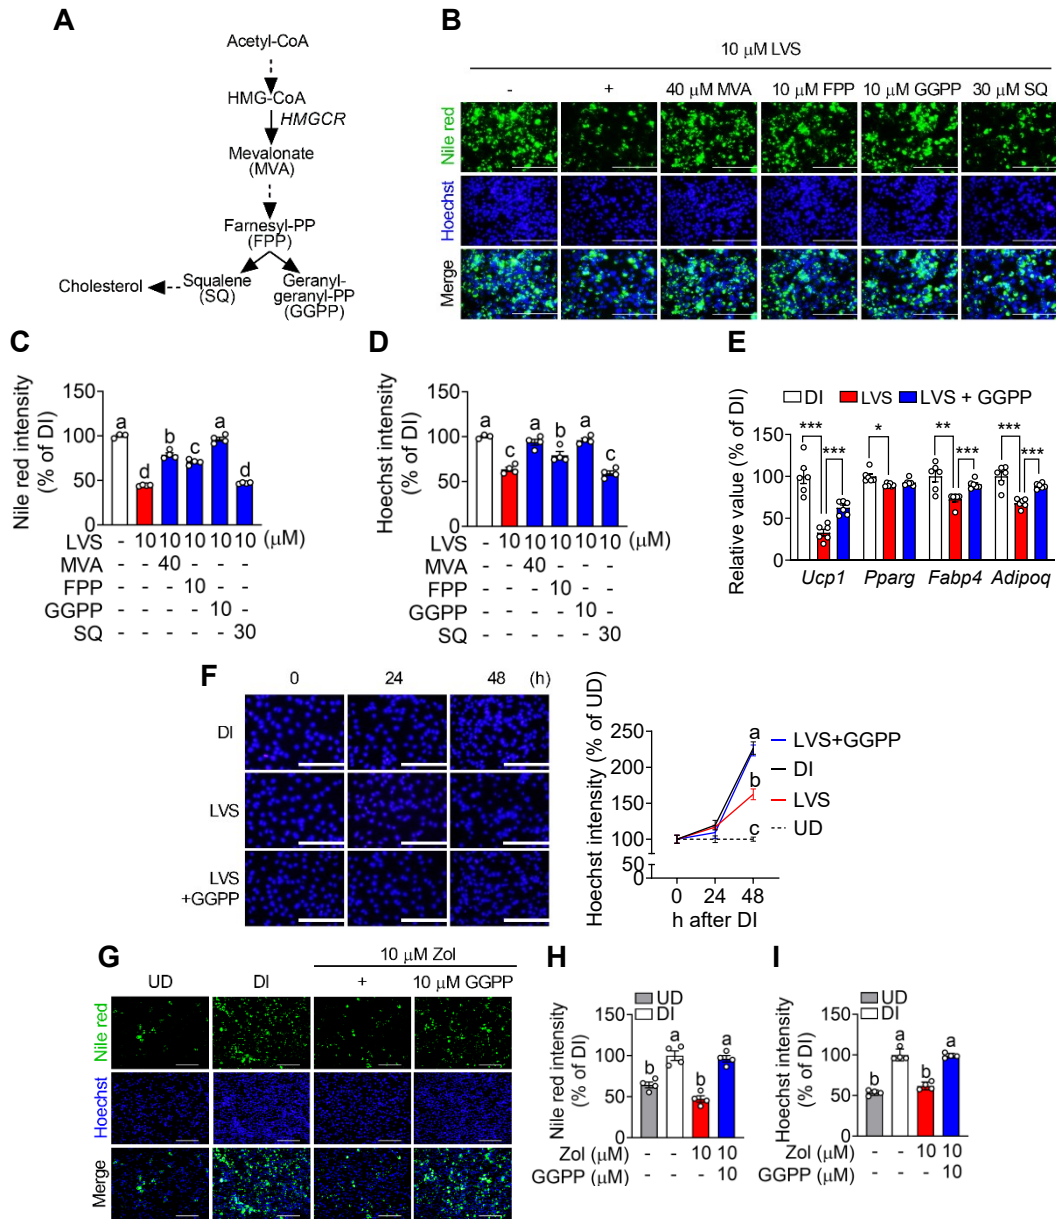 A
Acetyl-CoA
HMG-CoA
HMGCR
Mevalonate
(MVA)
Farnesyl-PP
(FPP)
Cholesterol
Squalene
(SQ)
Geranyl-
geranyl-PP
(GGPP)
B
10 μM LVS
- + 40 μM MVA 10 μM FPP 10 μM GGPP 30 μM SQ
Nile red
Hoechst
Merge
C
Nile red intensity
(% of DI)
150
100
50
0
a d b c a d
LVS - 10 10 10 10 10 (μM)
MVA - - 40 - - -
FPP - - - 10 - -
GGPP - - - - 10 -
SQ - - - - - 30
D
Hoechst intensity
(% of DI)
150
100
50
0
a c a b a c
LVS - 10 10 10 10 10 (μM)
MVA - - 40 - - -
FPP - - - 10 - -
GGPP - - - - 10 -
SQ - - - - - 30
E
DI LVS LVS + GGPP
Relative value (% of DI)
150
100
50
0
*** *** * ** *** *** ***
Ucp1 Pparg Fabp4 Adipoq
F
0 24 48 (h)
DI
LVS
LVS
+GGPP
Hoechst intensity (% of UD)
250
200
150
100
50
0
a
b
c
LVS+GGPP
DI
LVS
UD
0 24 48
h after DI
G
10 μM Zol
UD DI + 10 μM GGPP
Nile red
Hoechst
Merge
H
UD
DI
Nile red intensity
(% of DI)
150
100
50
0
b a b a
Zol (μM) - - 10 10
GGPP (μM) - - - 10
I
UD
DI
Hoechst intensity
(% of DI)
150
100
50
0
b a b a
Zol (μM) - - 10 10
GGPP (μM) - - - 10